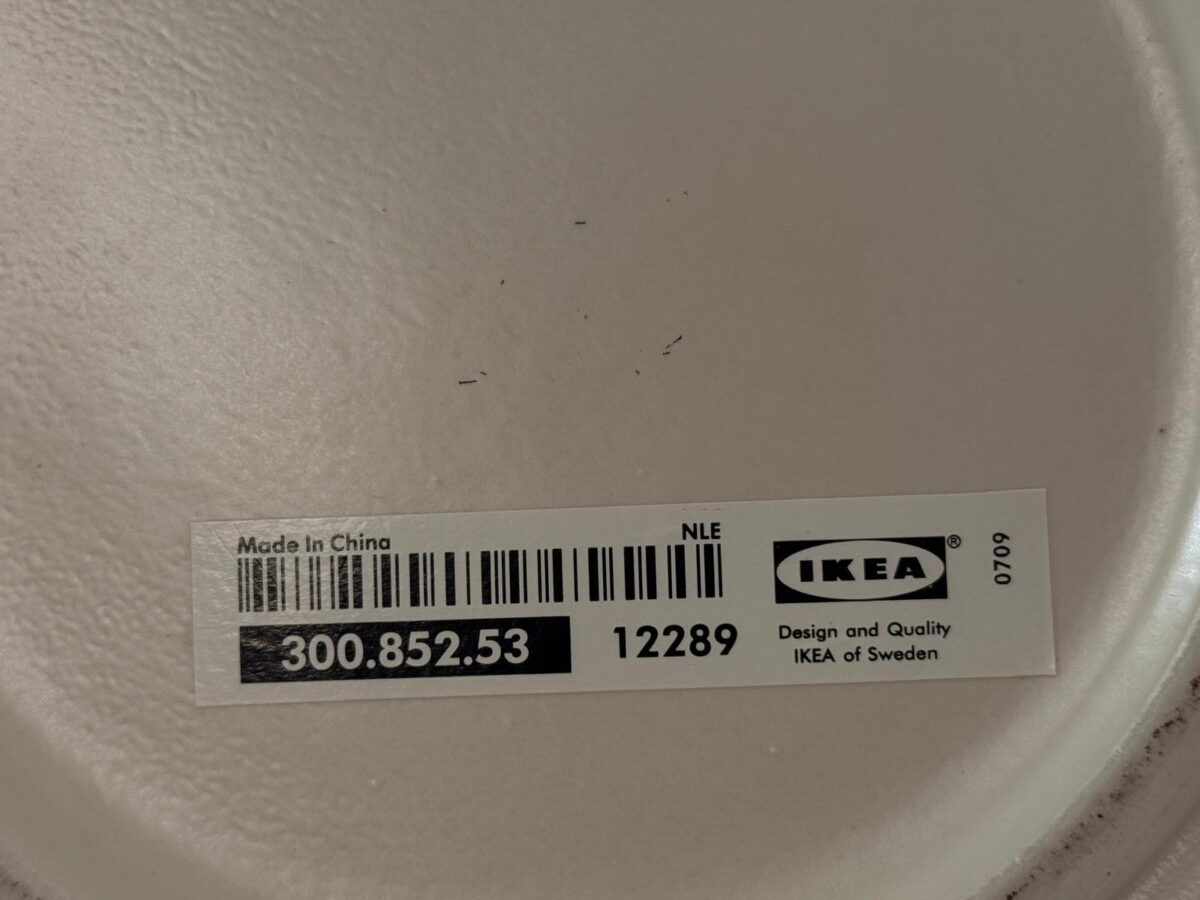 Made In China
NLE
300.852.53
12289
IKEA®
Design and Quality
IKEA of Sweden
0709